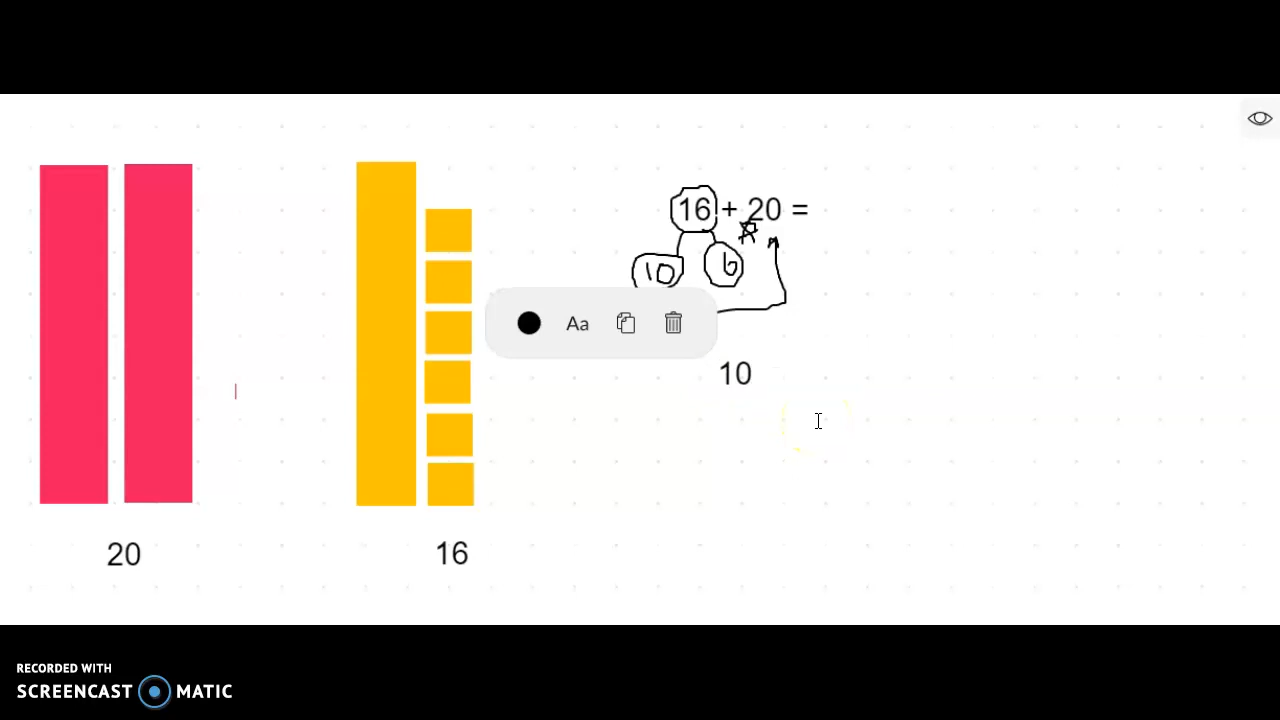 16 + 20 =
10 6
Aa
10
20
16
RECORDED WITH
SCREENCAST MATIC